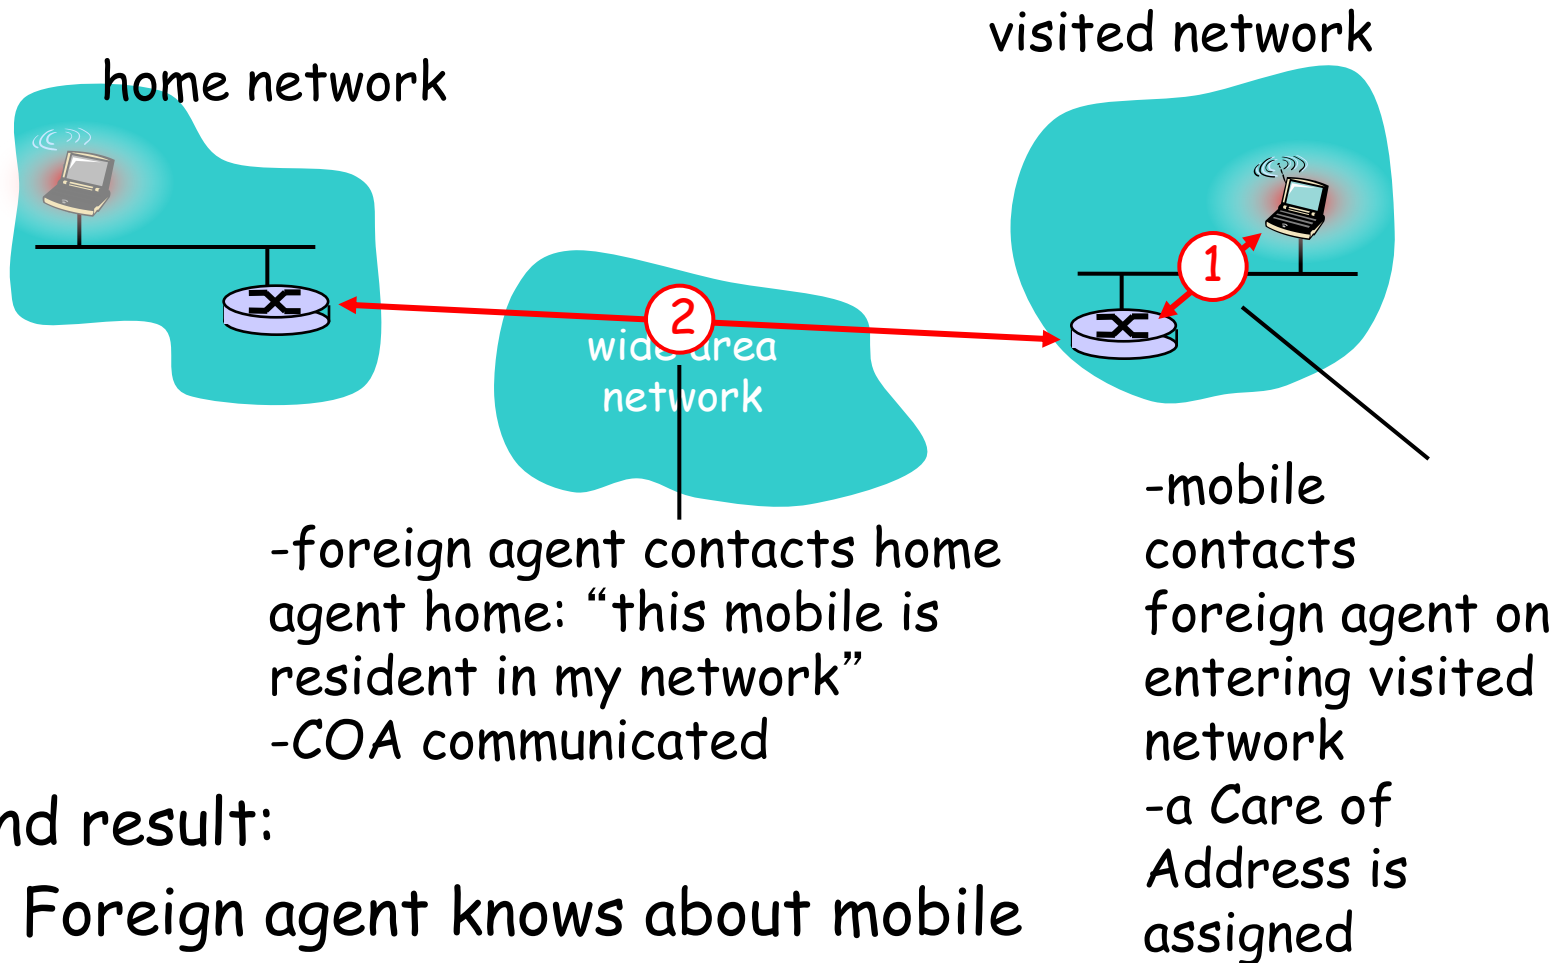 visited network
home network
1
2
wide area
network
-foreign agent contacts home
agent home: “this mobile is
resident in my network”
-COA communicated
-mobile
contacts
foreign agent on
entering visited
network
-a Care of
Address is
assigned
nd result:
Foreign agent knows about mobile